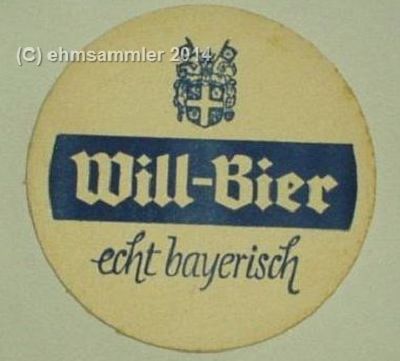 (C) ehmsammler 2014
Will-Bier
echt bayerisch